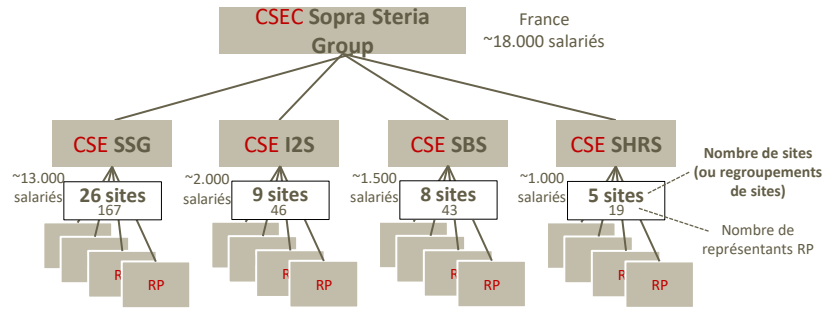 CSEC Sopra Steria
Group
France
~18.000 salariés
CSE SSG
CSE I2S
CSE SBS
CSE SHRS
~13.000
salariés
26 sites
167
~2.000
salariés
9 sites
46
~1.500
salariés
8 sites
43
~1.000
salariés
5 sites
19
Nombre de sites
(ou regroupements
de sites)
Nombre de
représentants RP
R
RP
RP
RP
R
RP